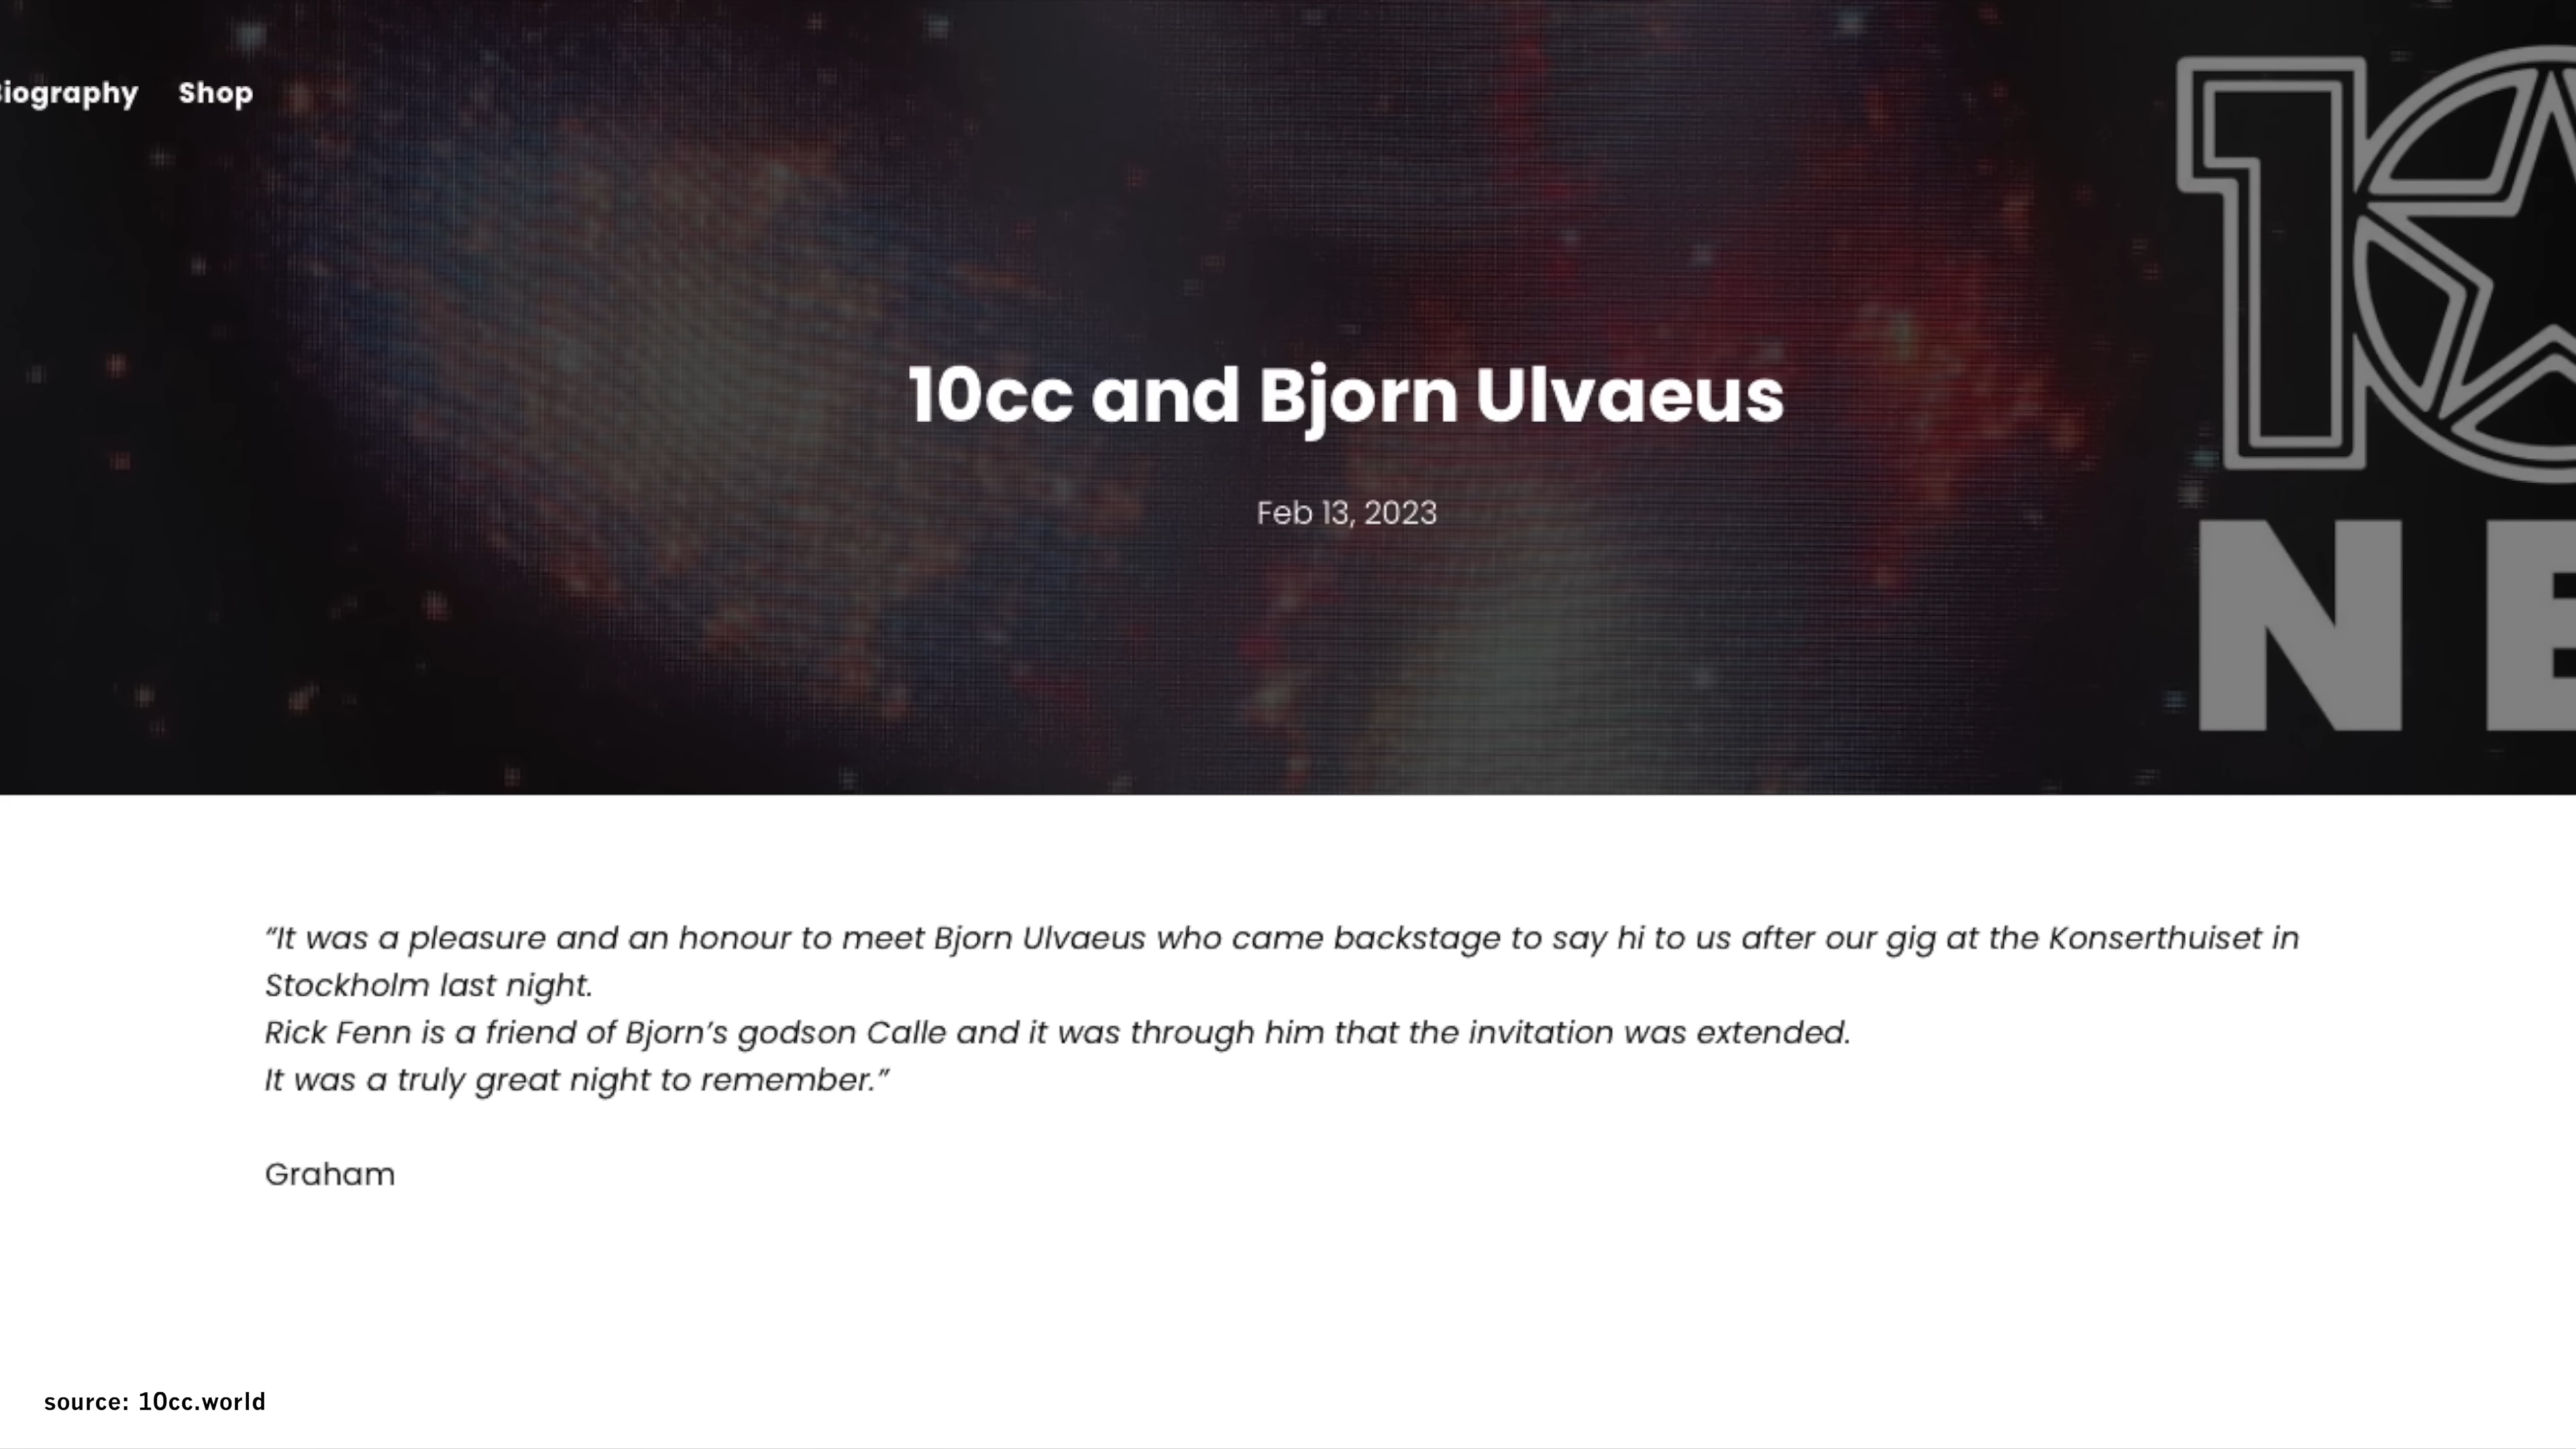 Biography Shop
10cc and Bjorn Ulvaeus
Feb 13, 2023
“It was a pleasure and an honour to meet Bjorn Ulvaeus who came backstage to say hi to us after our gig at the Konserthuiset in
Stockholm last night.
Rick Fenn is a friend of Bjorn’s godson Calle and it was through him that the invitation was extended.
It was a truly great night to remember.”
Graham
source: 10cc.world